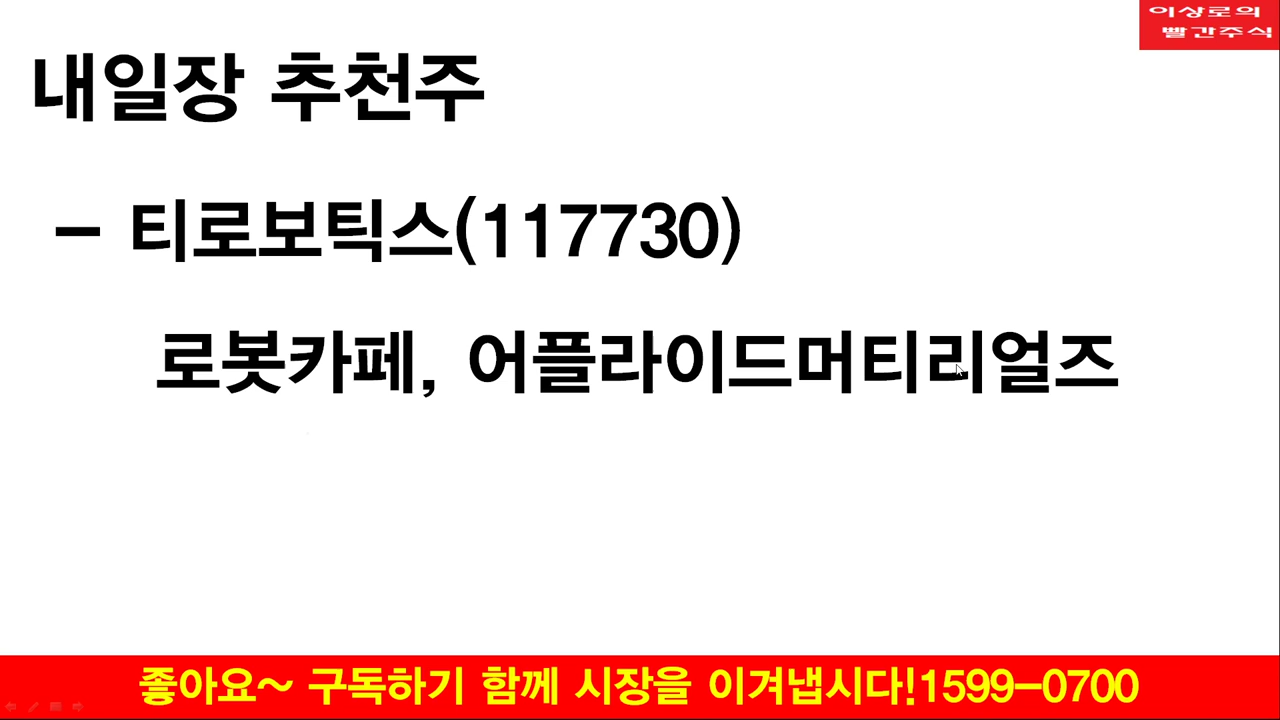 이상로의
빨간주식
내일장 추천주
- 티로보틱스(117730)
로봇카페, 어플라이드머티리얼즈
좋아요~ 구독하기 함께 시장을 이겨냅시다!1599-0700